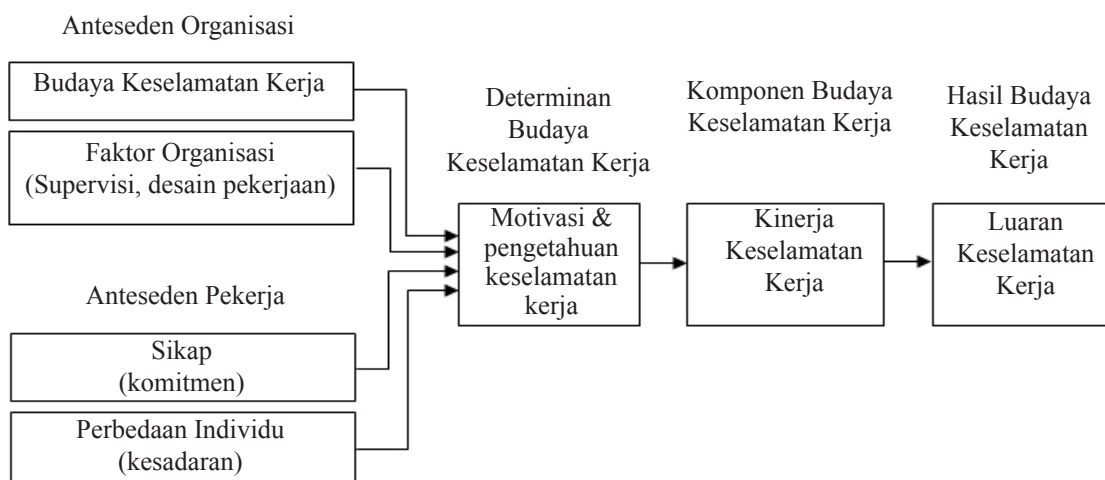 Anteseden Organisasi
Budaya Keselamatan Kerja
Faktor Organisasi
(Supervisi, desain pekerjaan)
Anteseden Pekerja
Sikap
(komitmen)
Perbedaan Individu
(kesadaran)
Determinan
Budaya
Keselamatan Kerja
Motivasi &
pengetahuan
keselamatan
kerja
Komponen Budaya
Keselamatan Kerja
Kinerja
Keselamatan
Kerja
Hasil Budaya
Keselamatan
Kerja
Luaran
Keselamatan
Kerja